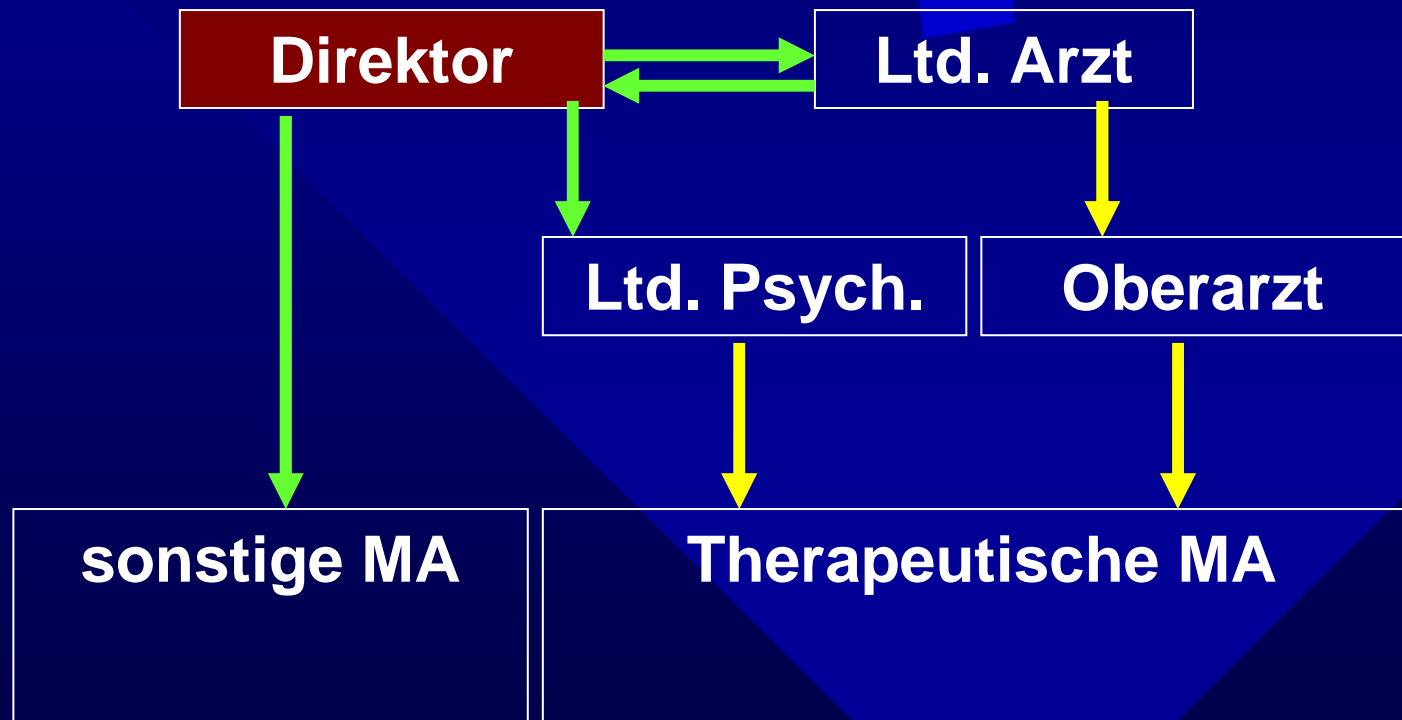 Direktor
Ltd. Arzt
Ltd. Psych.
Oberarzt
sonstige MA
Therapeutische MA